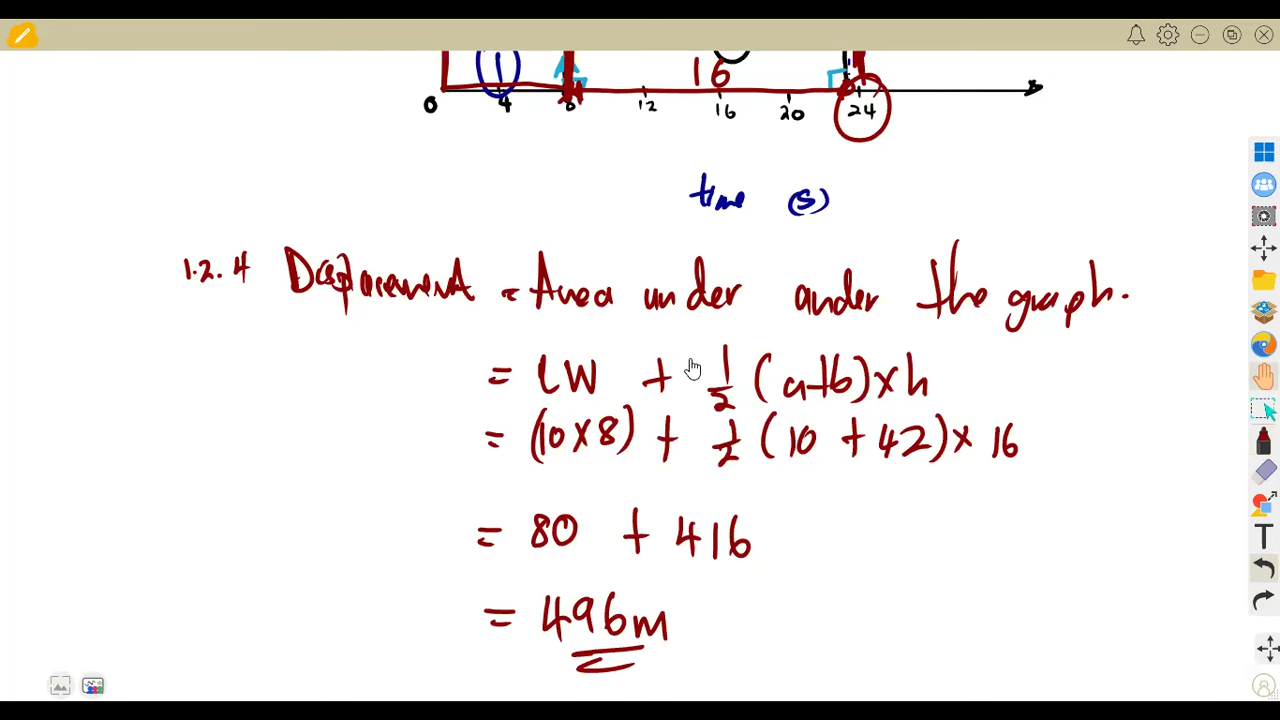 1
16
0 4 8 12 16 20 24
time (s)
1.2.4 Displacement = Area under under the graph.
= lW + 1/2 (a+b) × h
= (10 × 8) + 1/2 (10 + 42) × 16
= 80 + 416
= 496m
T